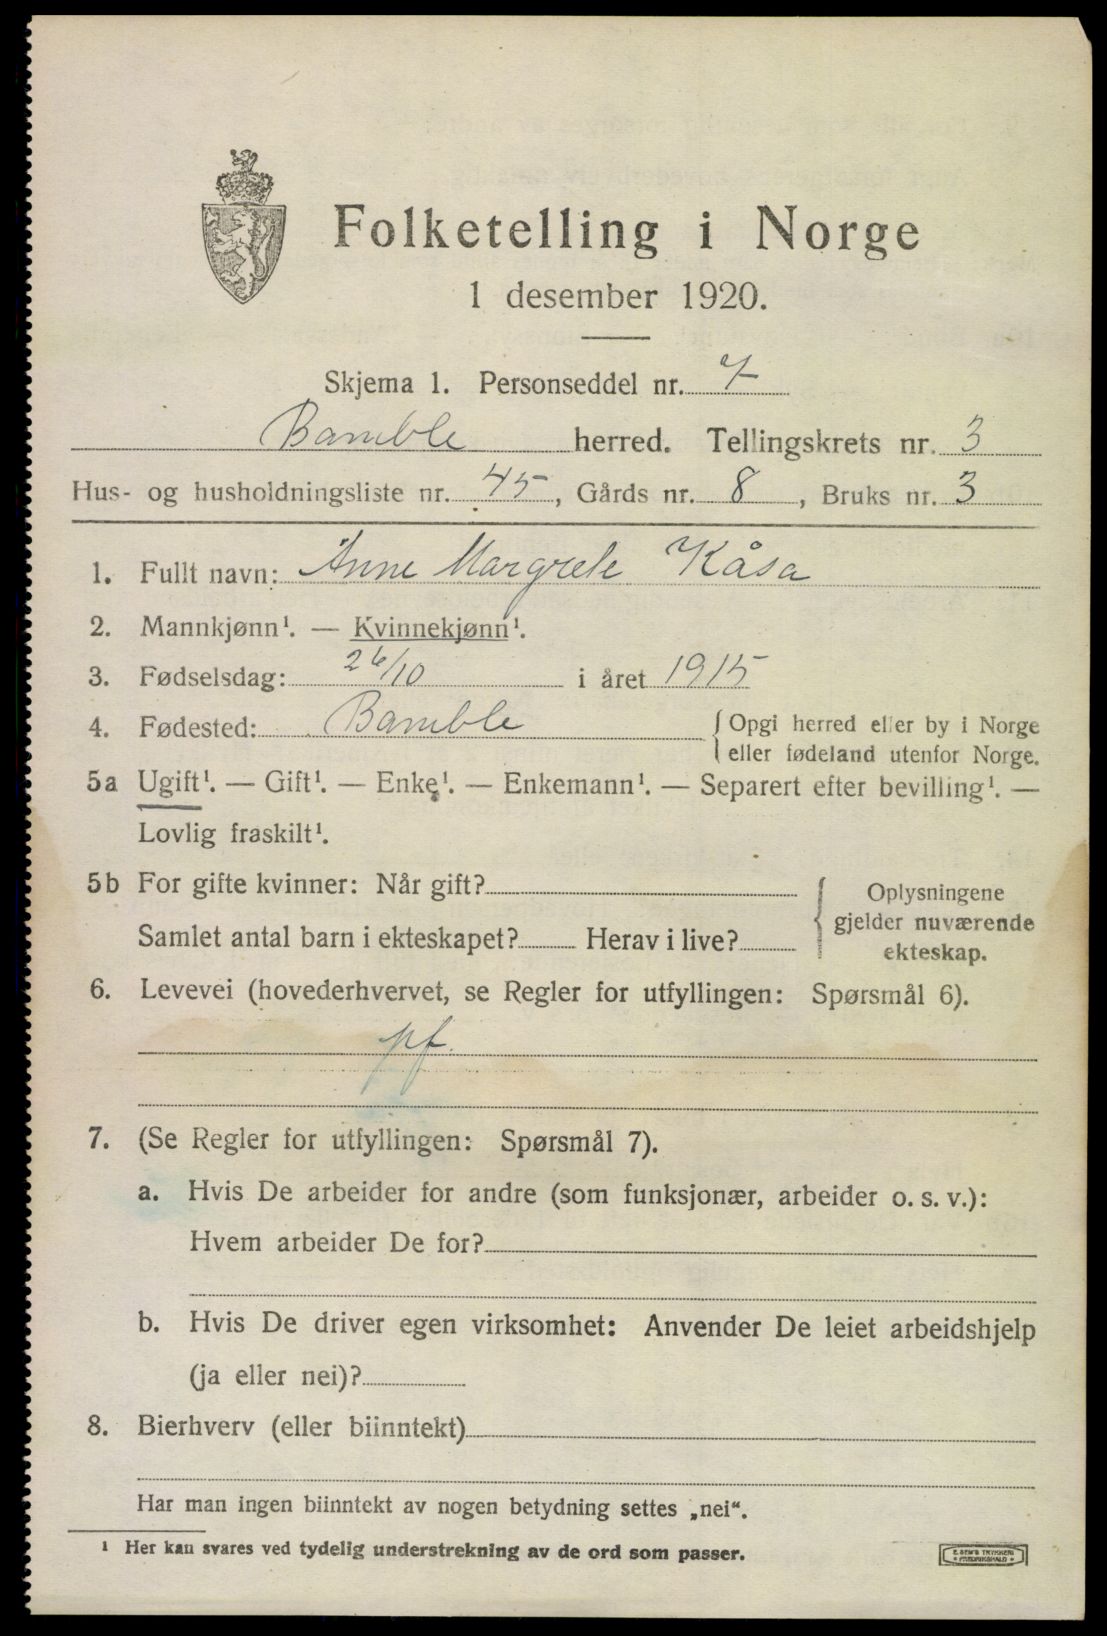 Folketelling i Norge
1 desember 1920.
Skjema 1. Personseddel nr. 7
Bamble herred. Tellingskrets nr. 3
Hus- og husholdningsliste nr. 45, Gårds nr. 8, Bruks nr. 3
1. Fullt navn: Anne Margrete Kåsa
2. Mannkjønn¹. — Kvinnekjønn¹.
3. Fødselsdag: 26/10 i året 1915
4. Fødested: Bamble { Opgi herred eller by i Norge
eller fødeland utenfor Norge.
5a Ugift¹. — Gift¹. — Enke¹. — Enkemann¹. — Separert efter bevilling¹. —
Lovlig fraskilt¹.
5b For gifte kvinner: Når gift?
Samlet antal barn i ekteskapet? Herav i live?
{ Oplysningene
gjelder nuværende
ekteskap.
6. Levevei (hovederhvervet, se Regler for utfyllingen: Spørsmål 6).
pf.
7. (Se Regler for utfyllingen: Spørsmål 7).
a. Hvis De arbeider for andre (som funksjonær, arbeider o. s. v.):
Hvem arbeider De for?
b. Hvis De driver egen virksomhet: Anvender De leiet arbeidshjelp
(ja eller nei)?
8. Bierhverv (eller biinntekt)
Har man ingen biinntekt av nogen betydning settes „nei“.
¹ Her kan svares ved tydelig understrekning av de ord som passer.
E. SEM'S TRYKKERI
FREDRIKSHALD